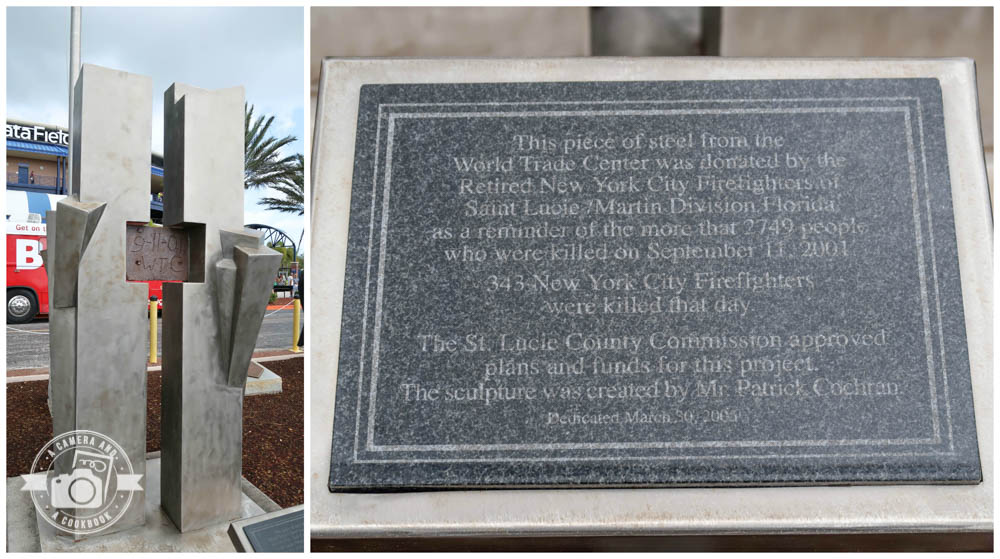 ataField
Get on
B
9-11-01
WTC
A CAMERA AND
A COOKBOOK
This piece of steel from the
World Trade Center was donated by the
Retired New York City Firefighters of
Saint Lucie /Martin Division Florida,
as a reminder of the more that 2749 people
who were killed on September 11, 2001.
343 New York City Firefighters
were killed that day.
The St. Lucie County Commission approved
plans and funds for this project.
The sculpture was created by Mr. Patrick Cochran.
Dedicated March 30, 2005